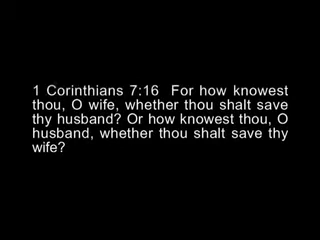 1 Corinthians 7:16  For how knowest
thou, O wife, whether thou shalt save
thy husband? Or how knowest thou, O
husband, whether thou shalt save thy
wife?